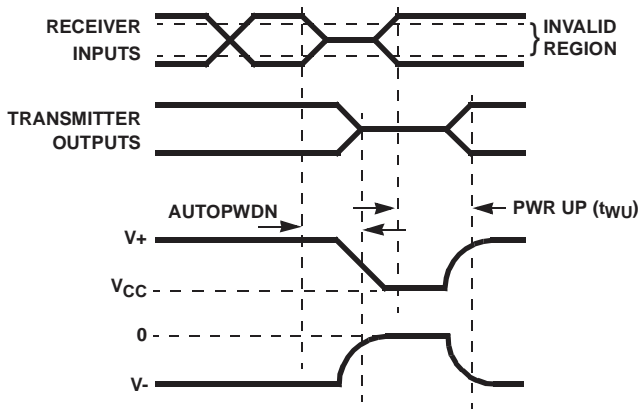 RECEIVER
INPUTS
INVALID
REGION
TRANSMITTER
OUTPUTS
AUTOPWDN
PWR UP (tWU)
V+
VCC
0
V-